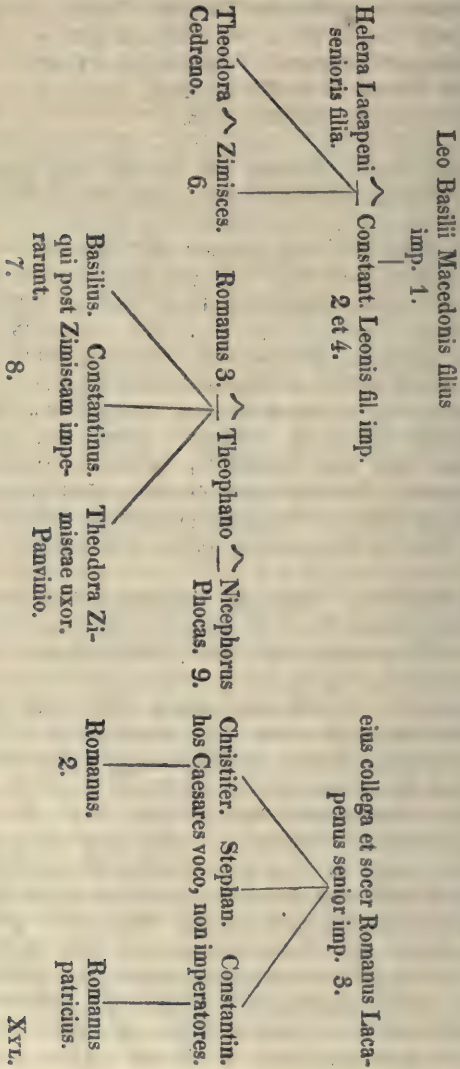 Leo Basilii Macedonis filius
imp. 1.
Helena Lacapeni ^ Constant. Leonis fil. imp.
senioris filia. 2 et 4.
eius collega et socer Romanus Laca-
penus senior imp. 3.
Theodora ^ Zimisces.
Cedreno. 6.
Romanus 3. ^ Theophano ^ Nicephorus
Phocas. 9.
Christifer. Stephan. Constantin.
hos Caesares voco, non imperatores.
Basilius. Constantinus.
qui post Zimiscam impe-
rarunt.
7. 8.
Theodora Zi-
miscae uxor.
Panvinio.
Romanus.
2.
Romanus
patricius.
XYL.